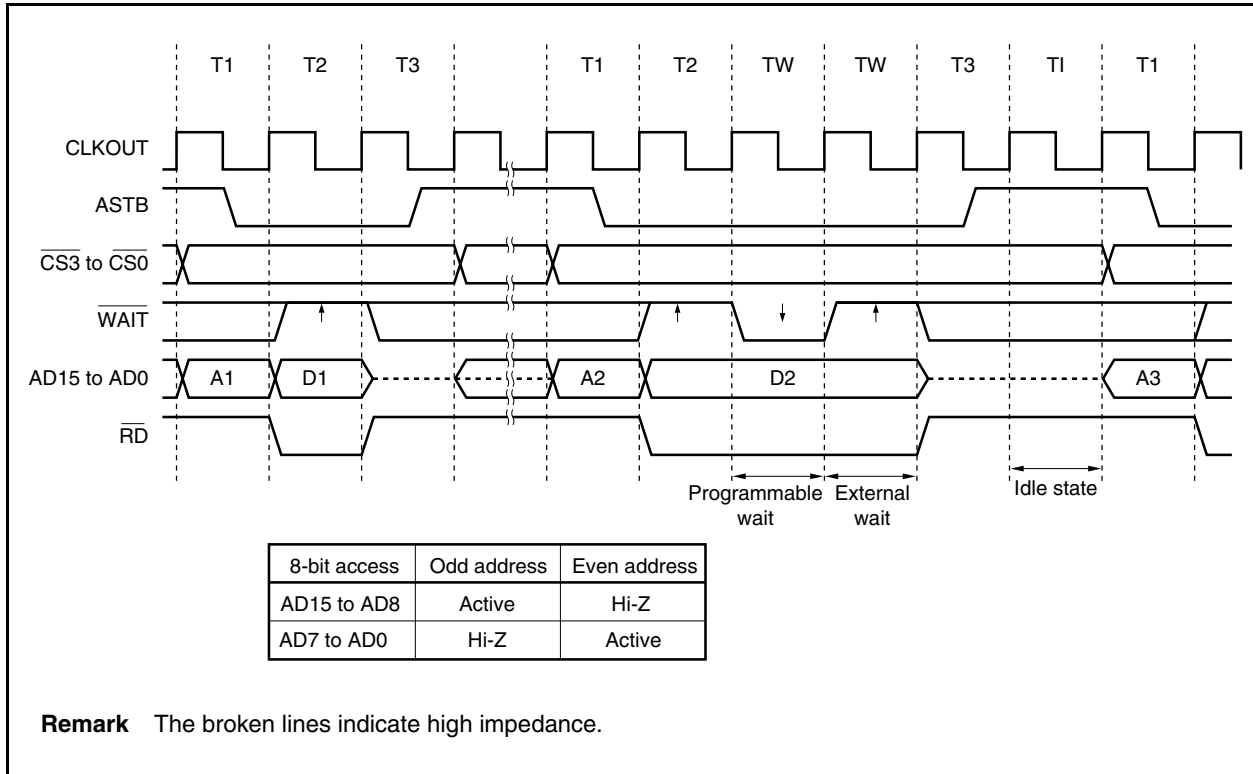 T1 T2 T3 T1 T2 TW TW T3 TI T1
CLKOUT
ASTB
CS3 to CS0
WAIT
AD15 to AD0 A1 D1 A2 D2 A3
RD
Programmable wait
External wait
Idle state
8-bit access Odd address Even address
AD15 to AD8 Active Hi-Z
AD7 to AD0 Hi-Z Active
Remark The broken lines indicate high impedance.